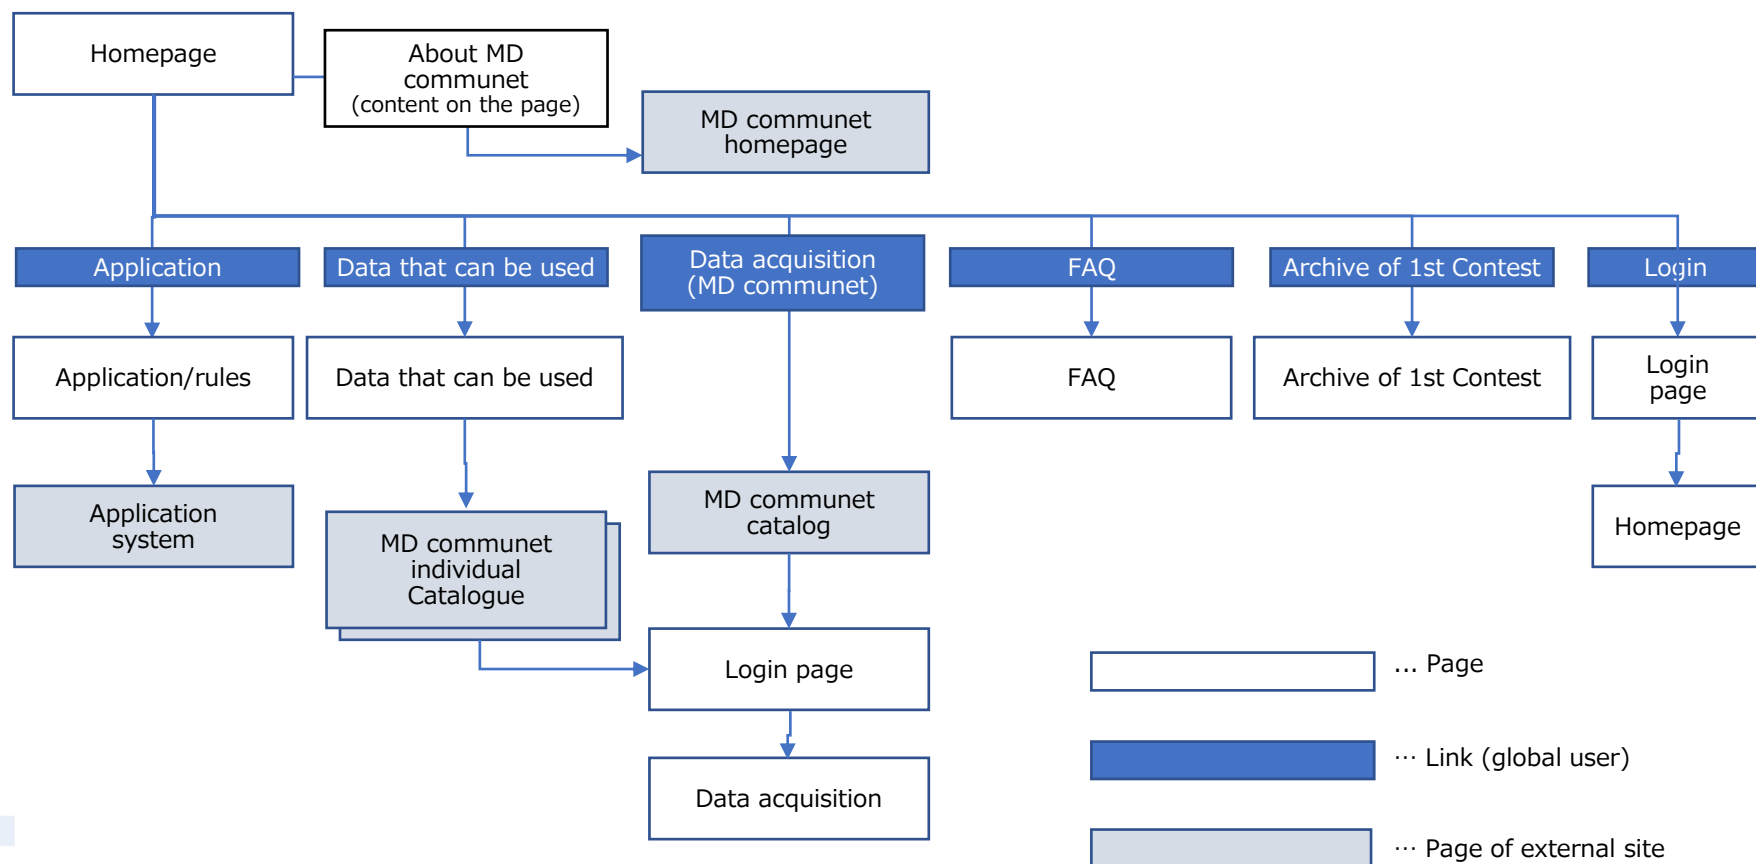 Homepage
About MD
communet
(content on the page)
MD communet
homepage
Application
Data that can be used
Data acquisition
(MD communet)
FAQ
Archive of 1st Contest
Login
Application/rules
Data that can be used
FAQ
Archive of 1st Contest
Login
page
Application
system
MD communet
individual
Catalogue
MD communet
catalog
Homepage
Login page
Data acquisition
... Page
... Link (global user)
... Page of external site